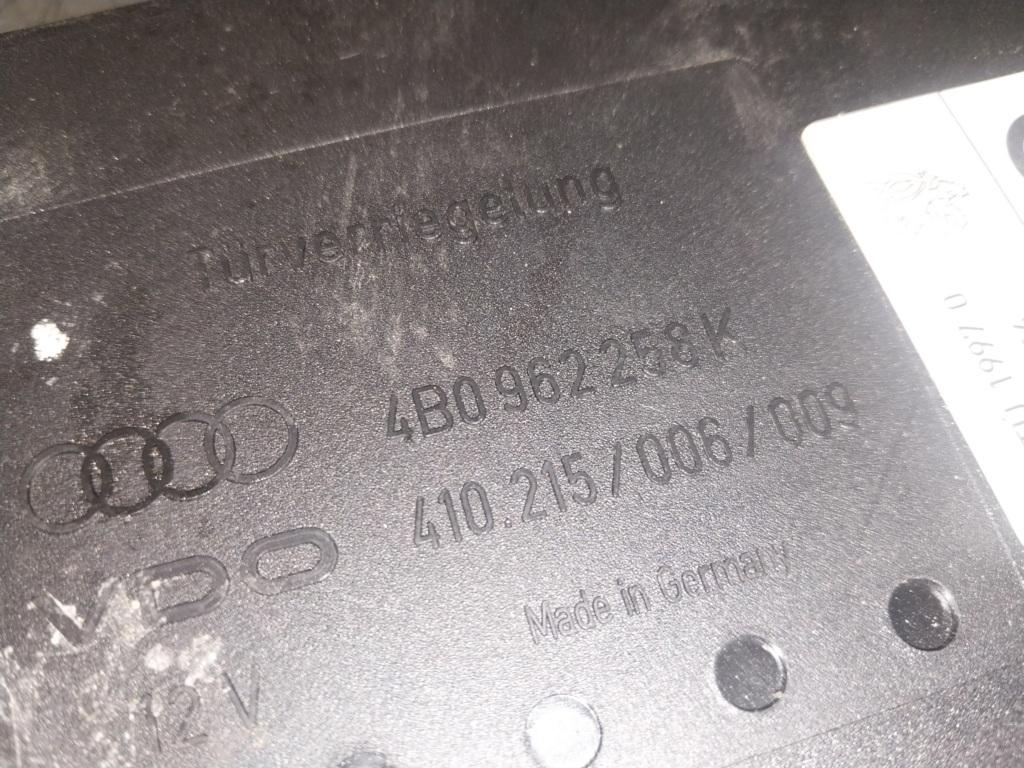 Türverriegelung
4B0 962 258 K
410.215/006/009
VDO
Made in Germany
12 V